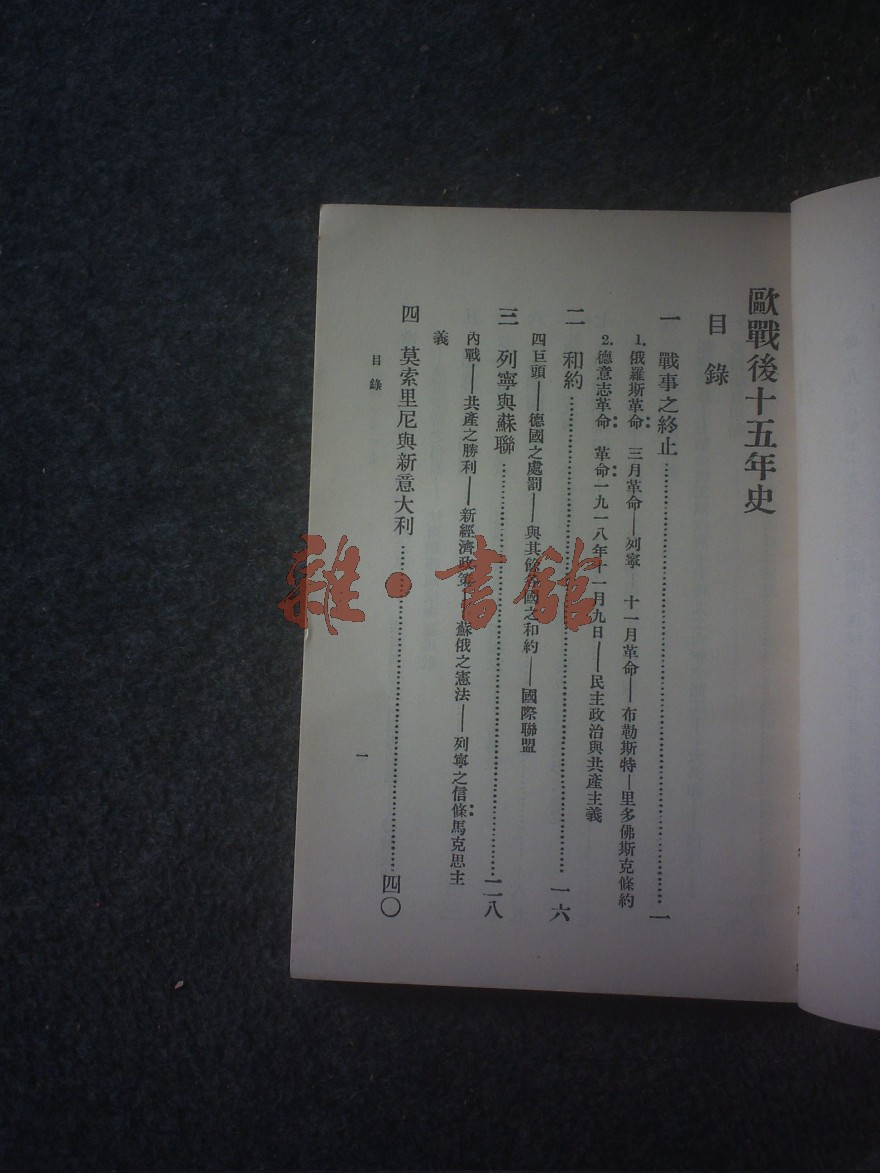 歐戰後十五年史
目錄
一 戰事之終止……一
1. 俄羅斯革命：三月革命——列寧 十一月革命——布勒斯特—里多佛斯克條約
2. 德意志革命：革命一九一八年十一月九日——民主政治與共產主義
二 和約……一六
四巨頭——德國之處罰——與其餘各國之和約——國際聯盟
三 列寧與蘇聯……二八
內戰——共產之勝利——新經濟政策——蘇俄之憲法——列寧之信條：馬克思主
義
四 莫索里尼與新意大利……四〇
目錄
一
雜·書館